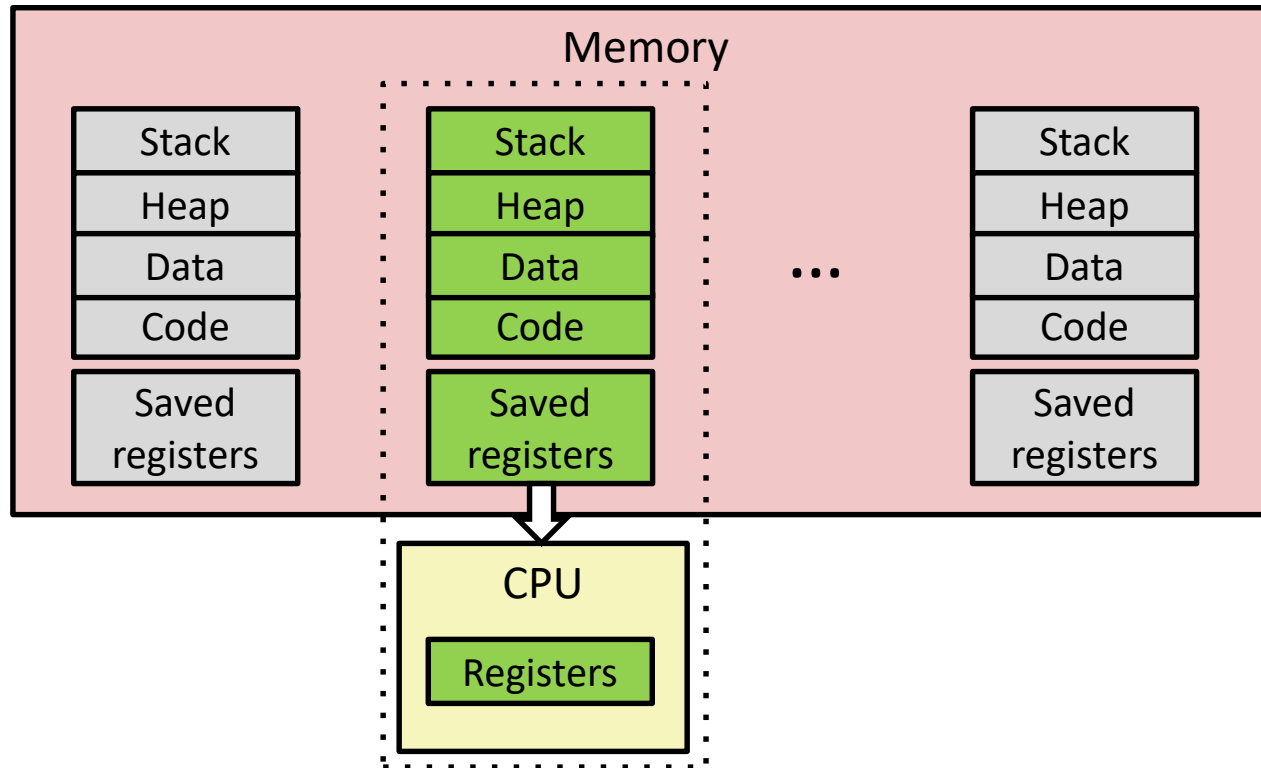 Memory
Stack
Heap
Data
Code
Saved
registers
Stack
Heap
Data
Code
Saved
registers
...
Stack
Heap
Data
Code
Saved
registers
CPU
Registers